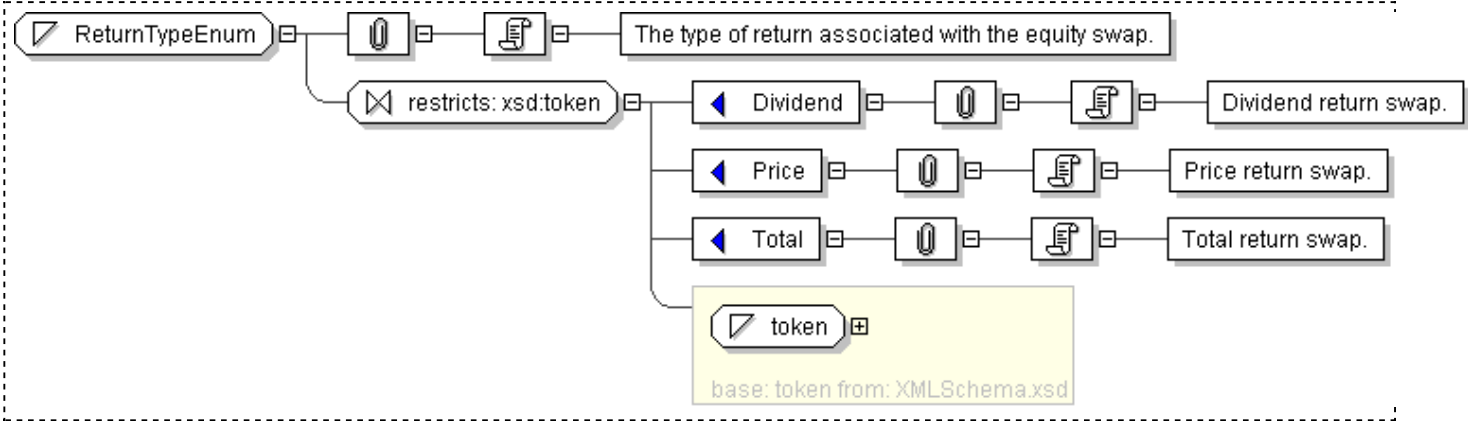 ReturnTypeEnum
The type of return associated with the equity swap.
restricts: xsd:token
Dividend
Dividend return swap.
Price
Price return swap.
Total
Total return swap.
token
base: token from: XMLSchema.xsd